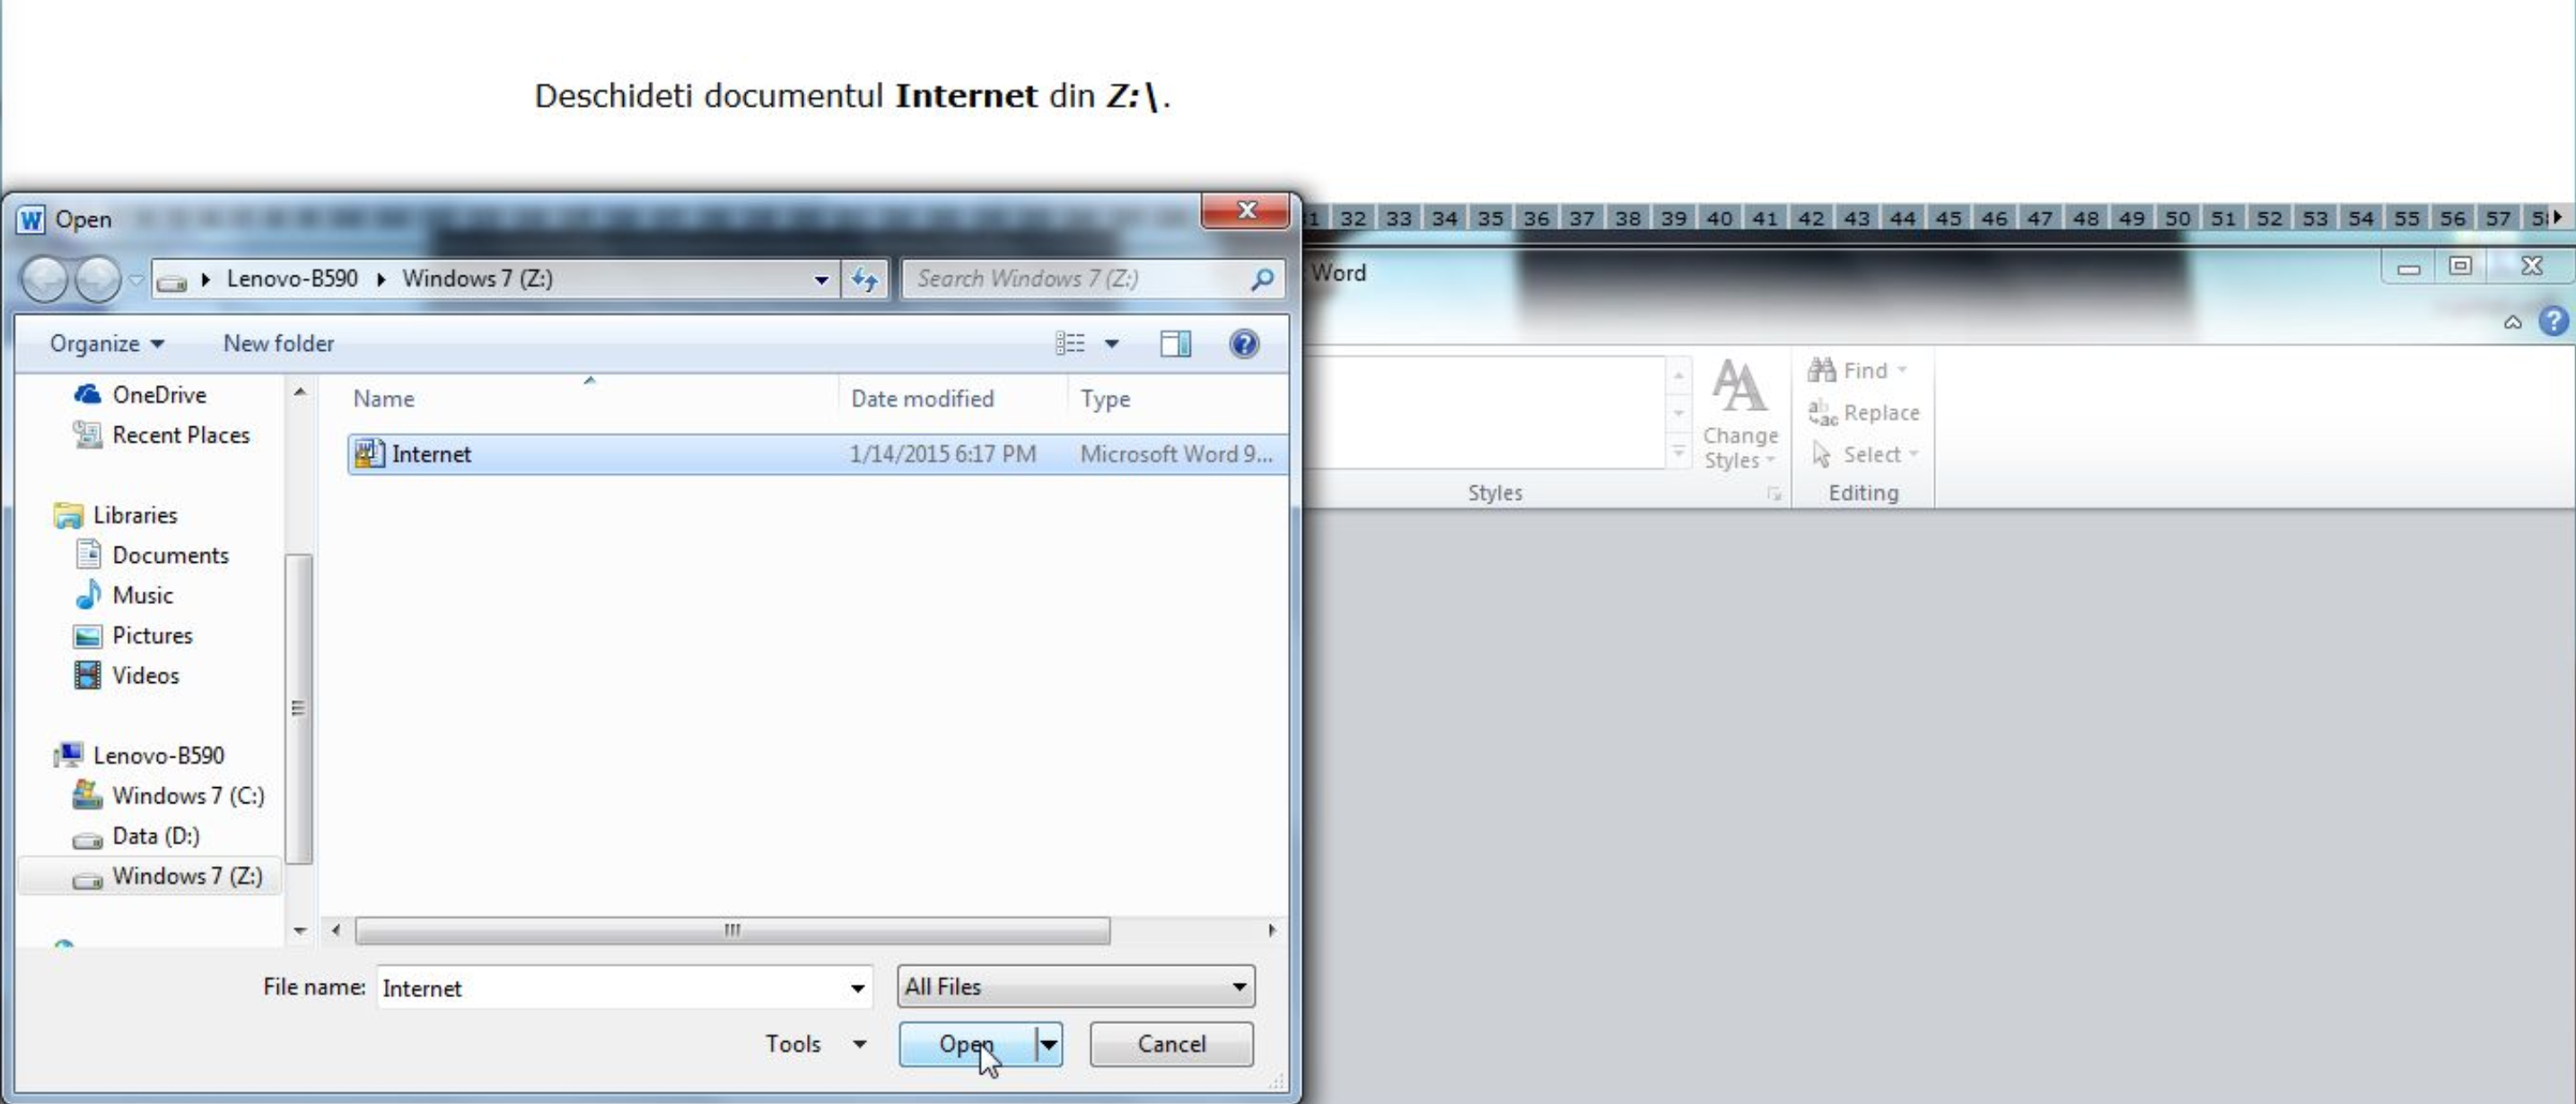 Deschideti documentul Internet din Z:\.
Open
32 33 34 35 36 37 38 39 40 41 42 43 44 45 46 47 48 49 50 51 52 53 54 55 56 57
Lenovo-B590 Windows 7 (Z:)
Search Windows 7 (Z:)
Word
Organize New folder
OneDrive
Recent Places
Libraries
Documents
Music
Pictures
Videos
Lenovo-B590
Windows 7 (C:)
Data (D:)
Windows 7 (Z:)
Name Date modified Type
Internet 1/14/2015 6:17 PM Microsoft Word 9...
File name: Internet
All Files
Tools Open Cancel
Change
Styles
Styles
Find
Replace
Select
Editing